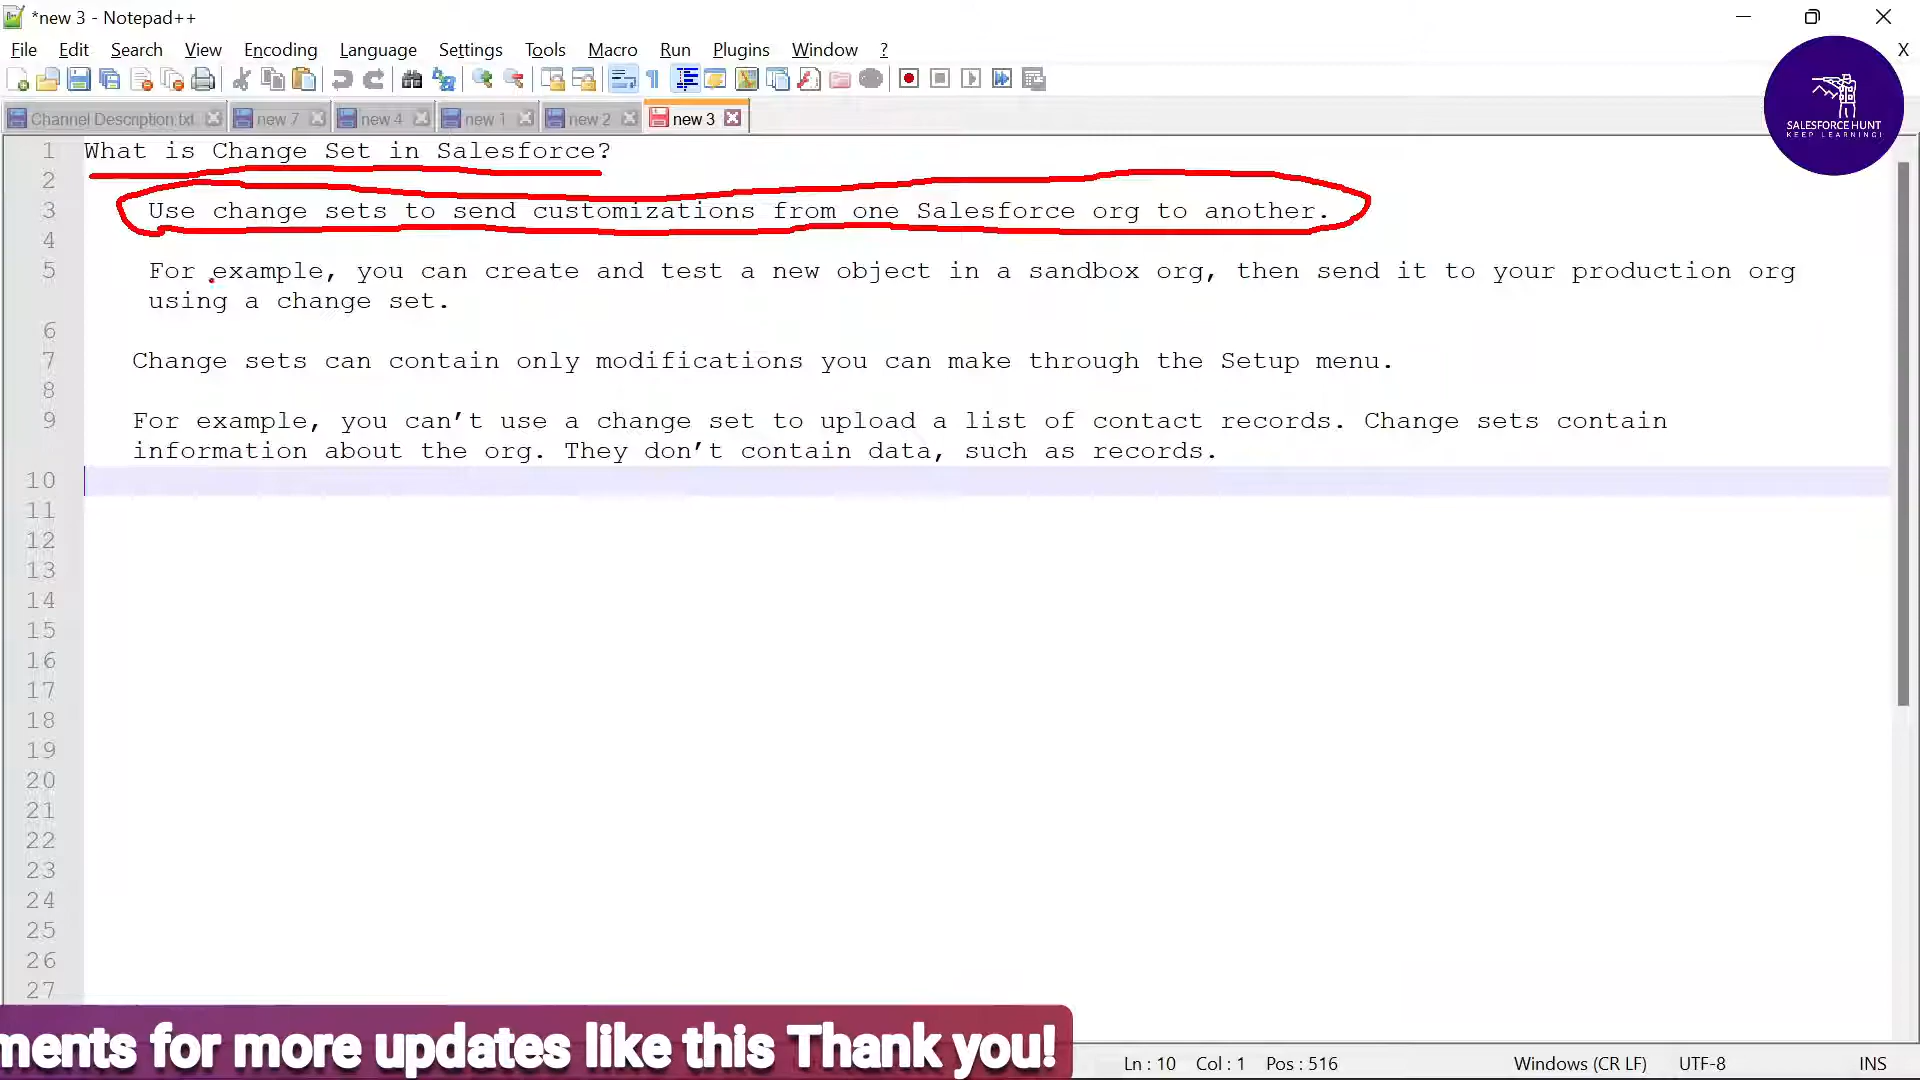 *new 3 - Notepad++
File Edit Search View Encoding Language Settings Tools Macro Run Plugins Window ?
X
Channel Description.txt new 7 new 4 new 1 new 2 new 3
SALESFORCE HUNT
KEEP LEARNING!
1 What is Change Set in Salesforce?
2
3 Use change sets to send customizations from one Salesforce org to another.
4
5 For example, you can create and test a new object in a sandbox org, then send it to your production org
using a change set.
6
7 Change sets can contain only modifications you can make through the Setup menu.
8
9 For example, you can’t use a change set to upload a list of contact records. Change sets contain
information about the org. They don’t contain data, such as records.
10
11
12
13
14
15
16
17
18
19
20
21
22
23
24
25
26
27
ments for more updates like this Thank you!
Ln : 10 Col : 1 Pos : 516 Windows (CR LF) UTF-8 INS